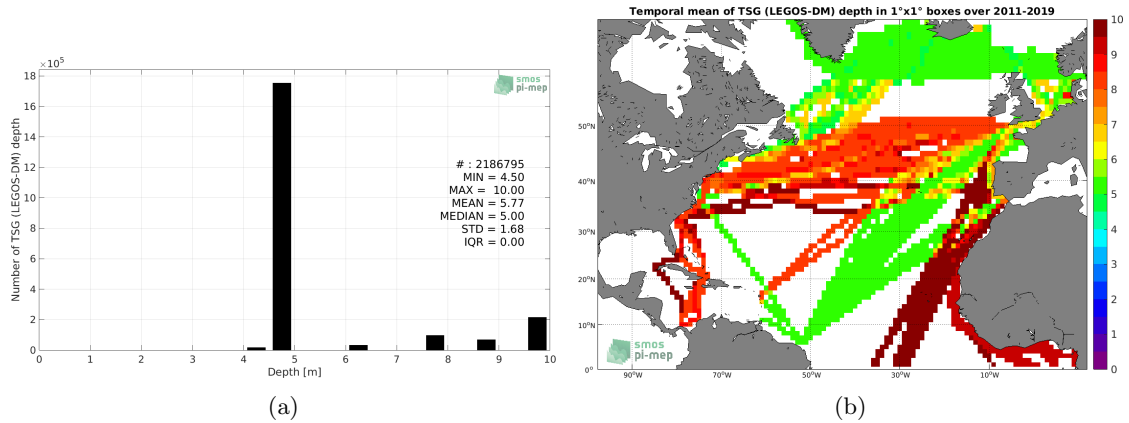 Temporal mean of TSG (LEGOS-DM) depth in 1°x1° boxes over 2011-2019
×10⁵
18
16
14
12
10
8
6
4
2
0
Number of TSG (LEGOS-DM) depth
smos
pi-mep
# : 2186795
MIN = 4.50
MAX = 10.00
MEAN = 5.77
MEDIAN = 5.00
STD = 1.68
IQR = 0.00
0 1 2 3 4 5 6 7 8 9 10
Depth [m]
(a)
50°N
40°N
30°N
20°N
10°N
0°
90°W 70°W 50°W 30°W 10°W
smos
pi-mep
10
9
8
7
6
5
4
3
2
1
0
(b)